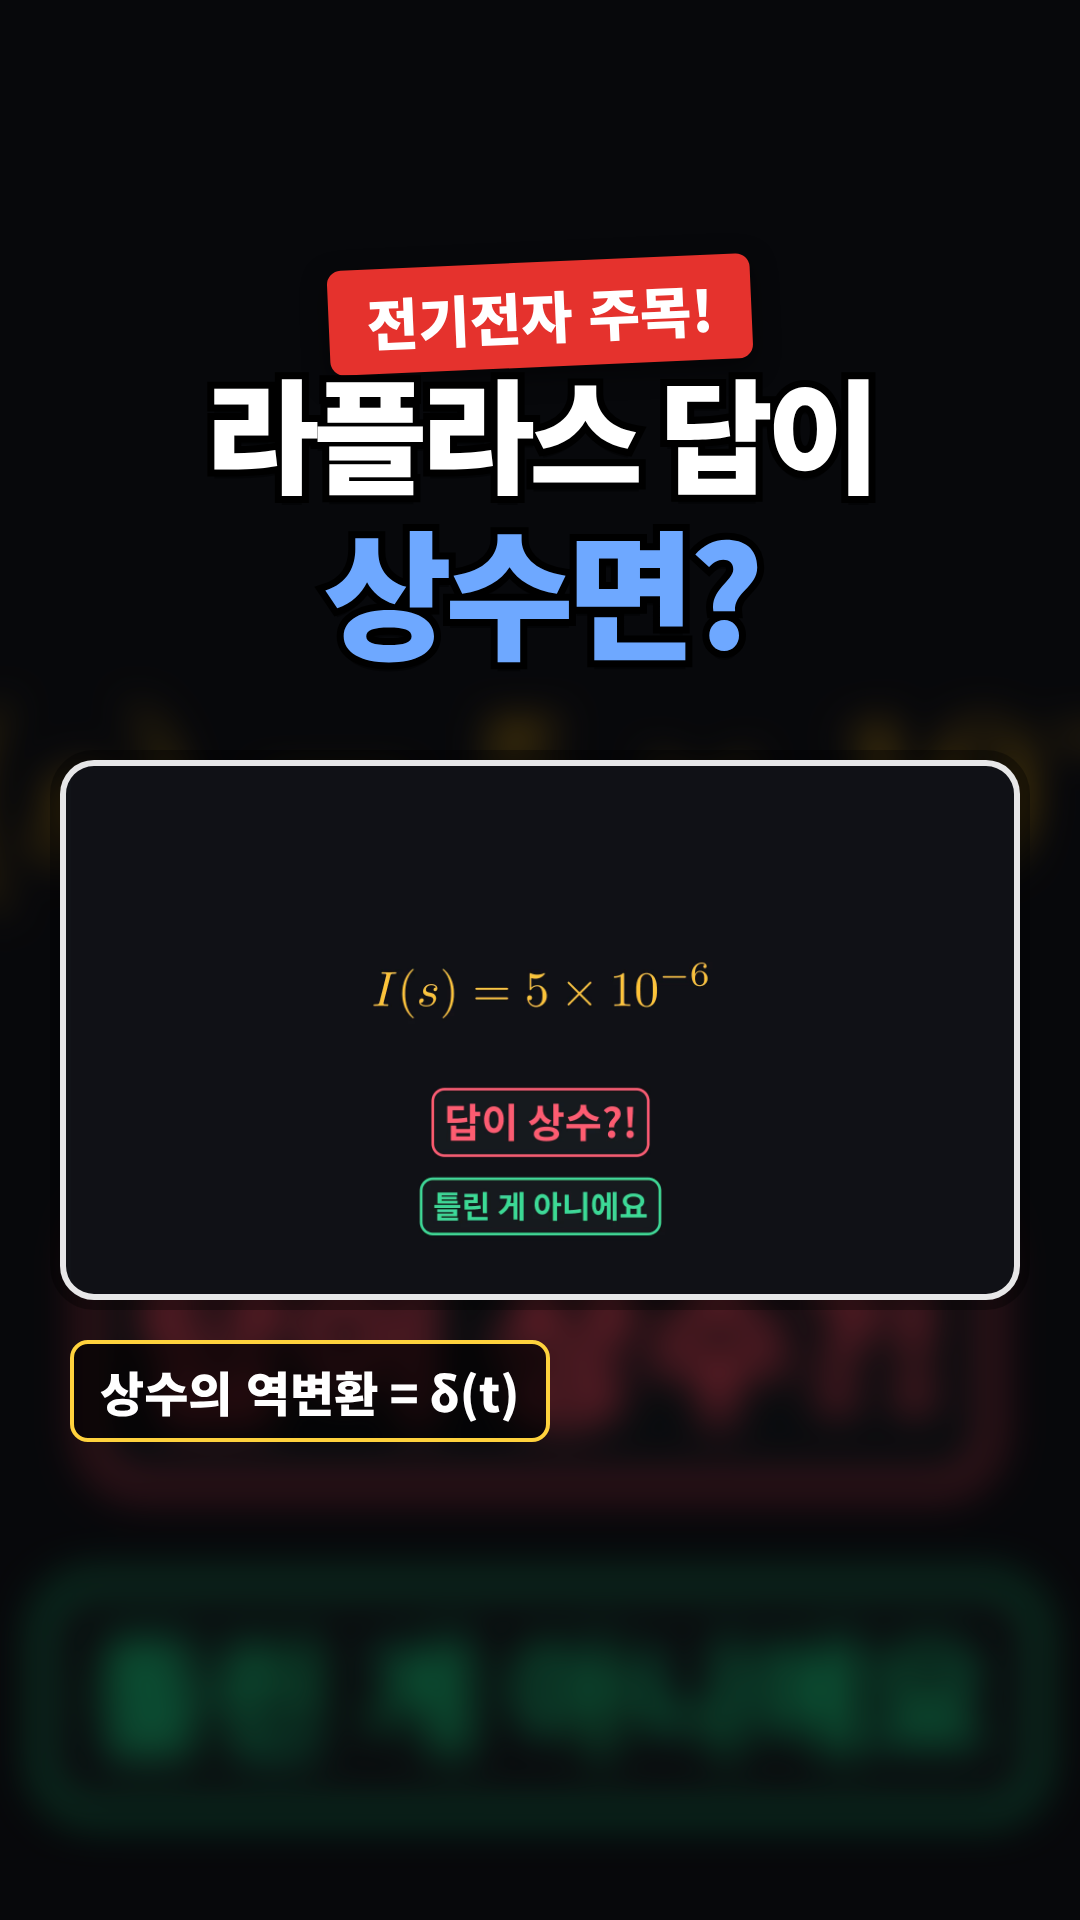 전기전자 주목!
라플라스 답이
상수면?
I(s) = 5 × 10⁻⁶
답이 상수?!
틀린 게 아니에요
상수의 역변환 = δ(t)